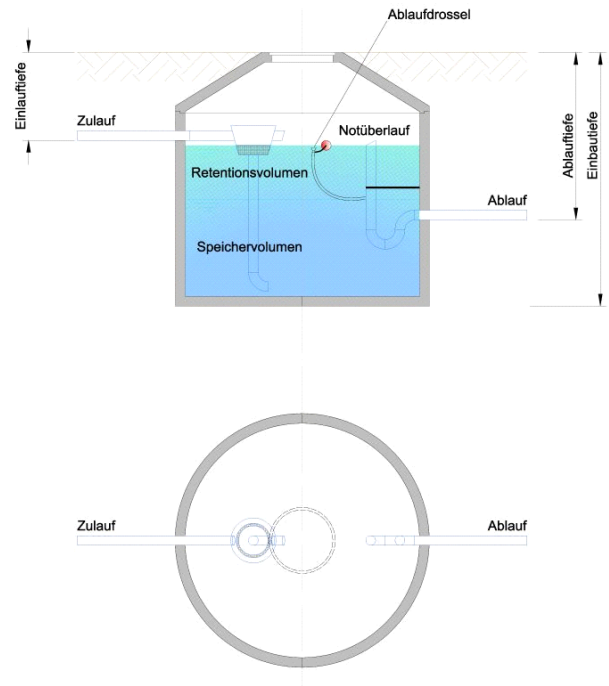 Ablaufdrossel
Einlauftiefe
Zulauf
Notüberlauf
Retentionsvolumen
Ablauftiefe
Einbautiefe
Ablauf
Speichervolumen
Zulauf
Ablauf